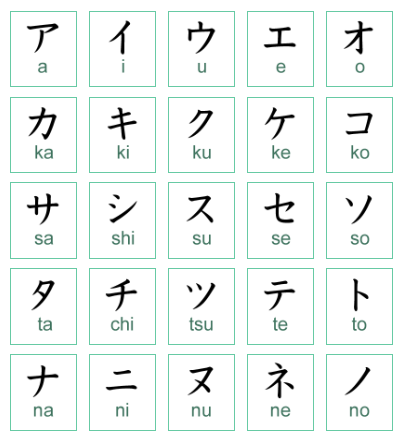 ア イ ウ エ オ
a i u e o
カ キ ク ケ コ
ka ki ku ke ko
サ シ ス セ ソ
sa shi su se so
タ チ ツ テ ト
ta chi tsu te to
ナ ニ ヌ ネ ノ
na ni nu ne no